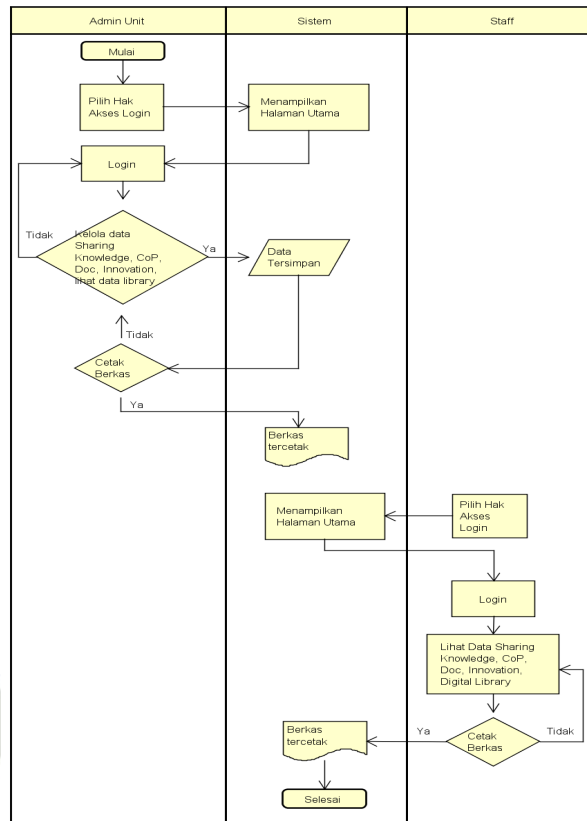 Admin Unit
Sistem
Staff
Mulai
Pilih Hak
Akses Login
Menampilkan
Halaman Utama
Login
Tidak
Kelola data
Sharing
Knowledge, CoP,
Doc, Innovation,
lihat data library
Ya
Data
Tersimpan
Tidak
Cetak
Berkas
Ya
Berkas
tercetak
Menampilkan
Halaman Utama
Pilih Hak
Akses
Login
Login
Lihat Data Sharing
Knowledge, CoP,
Doc, Innovation,
Digital Library
Berkas
tercetak
Ya
Cetak
Berkas
Tidak
Selesai